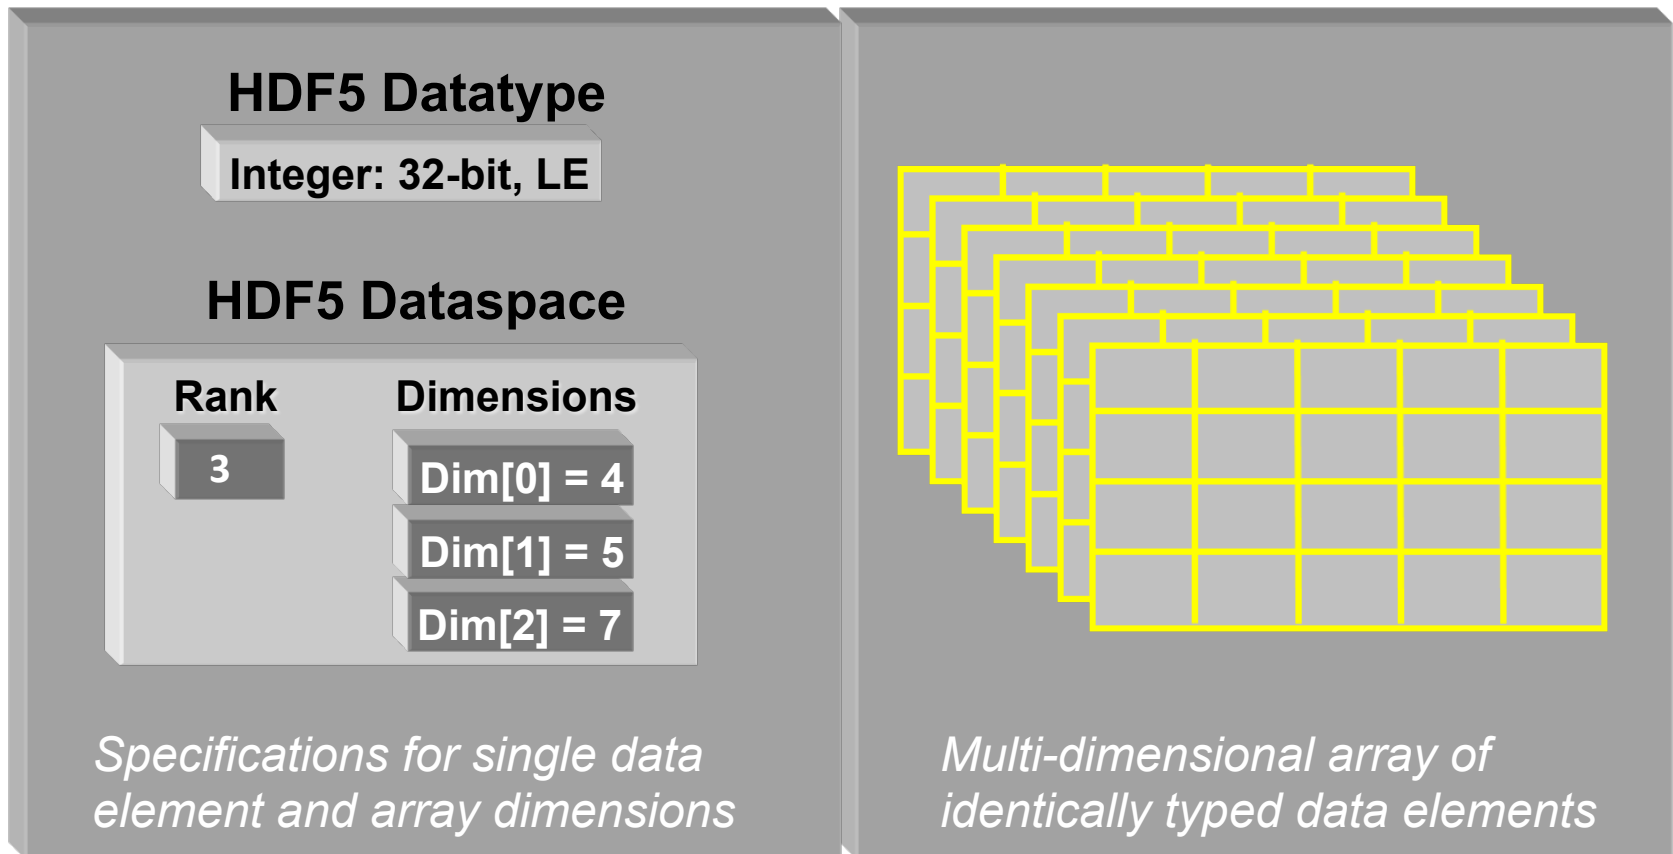 HDF5 Datatype
Integer: 32-bit, LE
HDF5 Dataspace
Rank
3
Dimensions
Dim[0] = 4
Dim[1] = 5
Dim[2] = 7
Specifications for single data
element and array dimensions
Multi-dimensional array of
identically typed data elements